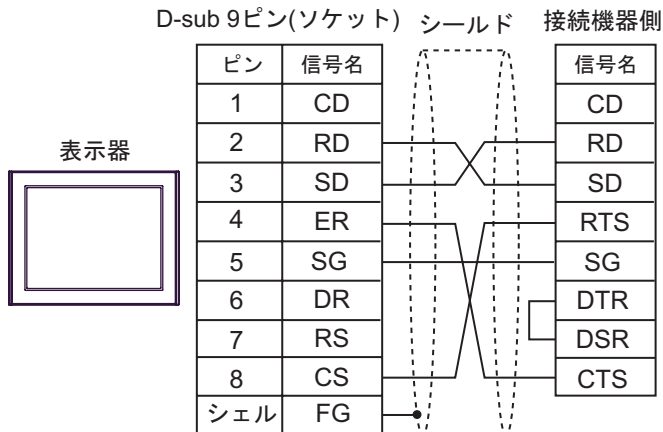 D-sub 9ピン(ソケット) シールド 接続機器側
ピン 信号名 信号名
1 CD CD
2 RD RD
表示器
3 SD SD
4 ER RTS
5 SG SG
6 DR DTR
7 RS DSR
8 CS CTS
シェル FG